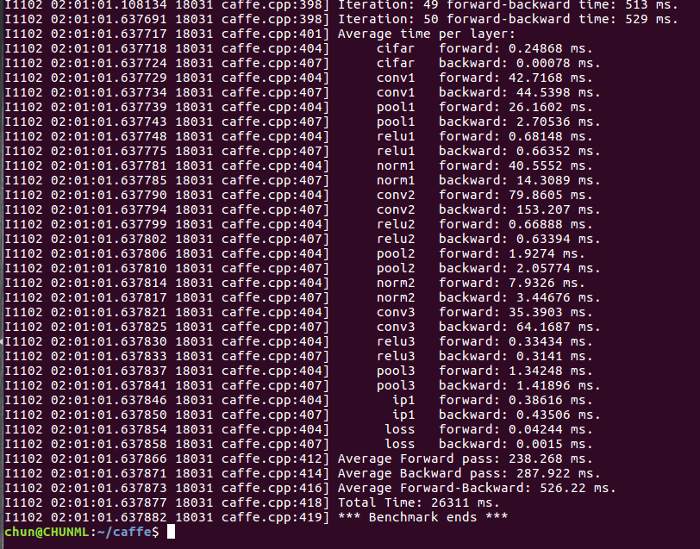 I1102 02:01:01.108134 18031 caffe.cpp:398] Iteration: 49 forward-backward time: 513 ms.
I1102 02:01:01.637691 18031 caffe.cpp:398] Iteration: 50 forward-backward time: 529 ms.
I1102 02:01:01.637717 18031 caffe.cpp:401] Average time per layer:
I1102 02:01:01.637718 18031 caffe.cpp:404] cifar forward: 0.24868 ms.
I1102 02:01:01.637724 18031 caffe.cpp:407] cifar backward: 0.00078 ms.
I1102 02:01:01.637729 18031 caffe.cpp:404] conv1 forward: 42.7168 ms.
I1102 02:01:01.637734 18031 caffe.cpp:407] conv1 backward: 44.5398 ms.
I1102 02:01:01.637739 18031 caffe.cpp:404] pool1 forward: 26.1602 ms.
I1102 02:01:01.637743 18031 caffe.cpp:407] pool1 backward: 2.70536 ms.
I1102 02:01:01.637748 18031 caffe.cpp:404] relu1 forward: 0.68148 ms.
I1102 02:01:01.637775 18031 caffe.cpp:407] relu1 backward: 0.66352 ms.
I1102 02:01:01.637781 18031 caffe.cpp:404] norm1 forward: 40.5552 ms.
I1102 02:01:01.637785 18031 caffe.cpp:407] norm1 backward: 14.3089 ms.
I1102 02:01:01.637790 18031 caffe.cpp:404] conv2 forward: 79.8605 ms.
I1102 02:01:01.637794 18031 caffe.cpp:407] conv2 backward: 153.207 ms.
I1102 02:01:01.637799 18031 caffe.cpp:404] relu2 forward: 0.66888 ms.
I1102 02:01:01.637802 18031 caffe.cpp:407] relu2 backward: 0.63394 ms.
I1102 02:01:01.637806 18031 caffe.cpp:404] pool2 forward: 1.9274 ms.
I1102 02:01:01.637810 18031 caffe.cpp:407] pool2 backward: 2.05774 ms.
I1102 02:01:01.637814 18031 caffe.cpp:404] norm2 forward: 7.9326 ms.
I1102 02:01:01.637817 18031 caffe.cpp:407] norm2 backward: 3.44676 ms.
I1102 02:01:01.637821 18031 caffe.cpp:404] conv3 forward: 35.3903 ms.
I1102 02:01:01.637825 18031 caffe.cpp:407] conv3 backward: 64.1687 ms.
I1102 02:01:01.637830 18031 caffe.cpp:404] relu3 forward: 0.33434 ms.
I1102 02:01:01.637833 18031 caffe.cpp:407] relu3 backward: 0.3141 ms.
I1102 02:01:01.637837 18031 caffe.cpp:404] pool3 forward: 1.34248 ms.
I1102 02:01:01.637841 18031 caffe.cpp:407] pool3 backward: 1.41896 ms.
I1102 02:01:01.637846 18031 caffe.cpp:404] ip1 forward: 0.38616 ms.
I1102 02:01:01.637850 18031 caffe.cpp:407] ip1 backward: 0.43506 ms.
I1102 02:01:01.637854 18031 caffe.cpp:404] loss forward: 0.04244 ms.
I1102 02:01:01.637858 18031 caffe.cpp:407] loss backward: 0.0015 ms.
I1102 02:01:01.637866 18031 caffe.cpp:412] Average Forward pass: 238.268 ms.
I1102 02:01:01.637871 18031 caffe.cpp:414] Average Backward pass: 287.922 ms.
I1102 02:01:01.637873 18031 caffe.cpp:416] Average Forward-Backward: 526.22 ms.
I1102 02:01:01.637877 18031 caffe.cpp:418] Total Time: 26311 ms.
I1102 02:01:01.637882 18031 caffe.cpp:419] *** Benchmark ends ***
chun@CHUNML:~/caffe$